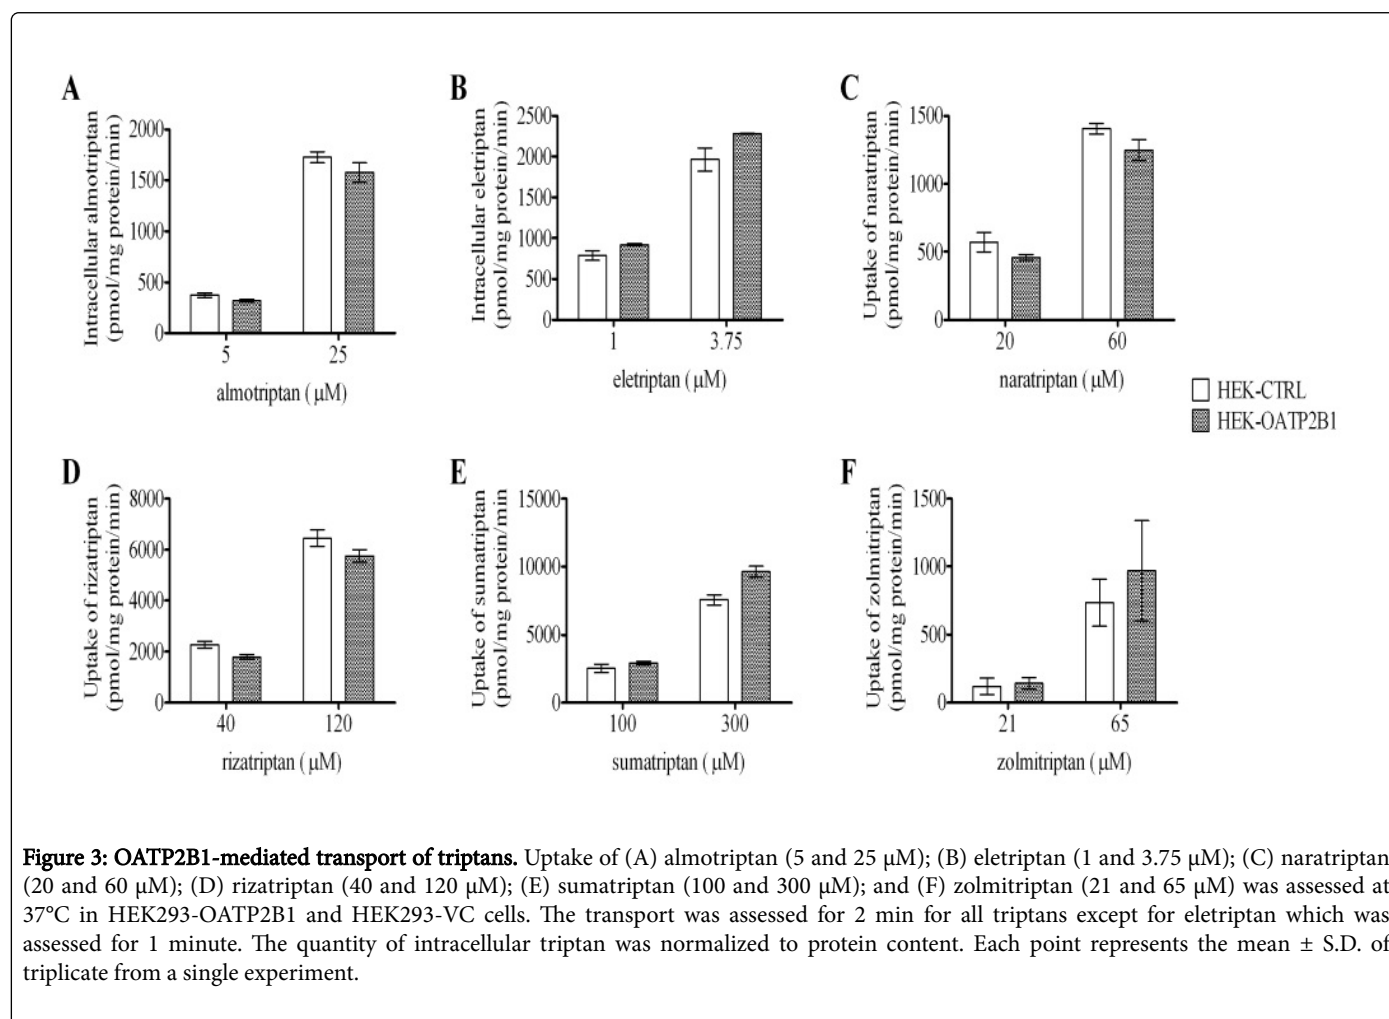 A
Intracellular almotriptan
(pmol/mg protein/min)
2000
1500
1000
500
0
5 25
almotriptan ( μM)
B
Intracellular eletriptan
(pmol/mg protein/min)
2500
2000
1500
1000
500
0
1 3.75
eletriptan ( μM)
C
Uptake of naratriptan
(pmol/mg protein/min)
1500
1000
500
0
20 60
naratriptan ( μM)
HEK-CTRL
HEK-OATP2B1
D
Uptake of rizatriptan
(pmol/mg protein/min)
8000
6000
4000
2000
0
40 120
rizatriptan ( μM)
E
Uptake of sumatriptan
(pmol/mg protein/min)
15000
10000
5000
0
100 300
sumatriptan ( μM)
F
Uptake of zolmitriptan
(pmol/mg protein/min)
1500
1000
500
0
21 65
zolmitriptan ( μM)
Figure 3: OATP2B1-mediated transport of triptans. Uptake of (A) almotriptan (5 and 25 μM); (B) eletriptan (1 and 3.75 μM); (C) naratriptan
(20 and 60 μM); (D) rizatriptan (40 and 120 μM); (E) sumatriptan (100 and 300 μM); and (F) zolmitriptan (21 and 65 μM) was assessed at
37°C in HEK293-OATP2B1 and HEK293-VC cells. The transport was assessed for 2 min for all triptans except for eletriptan which was
assessed for 1 minute. The quantity of intracellular triptan was normalized to protein content. Each point represents the mean ± S.D. of
triplicate from a single experiment.